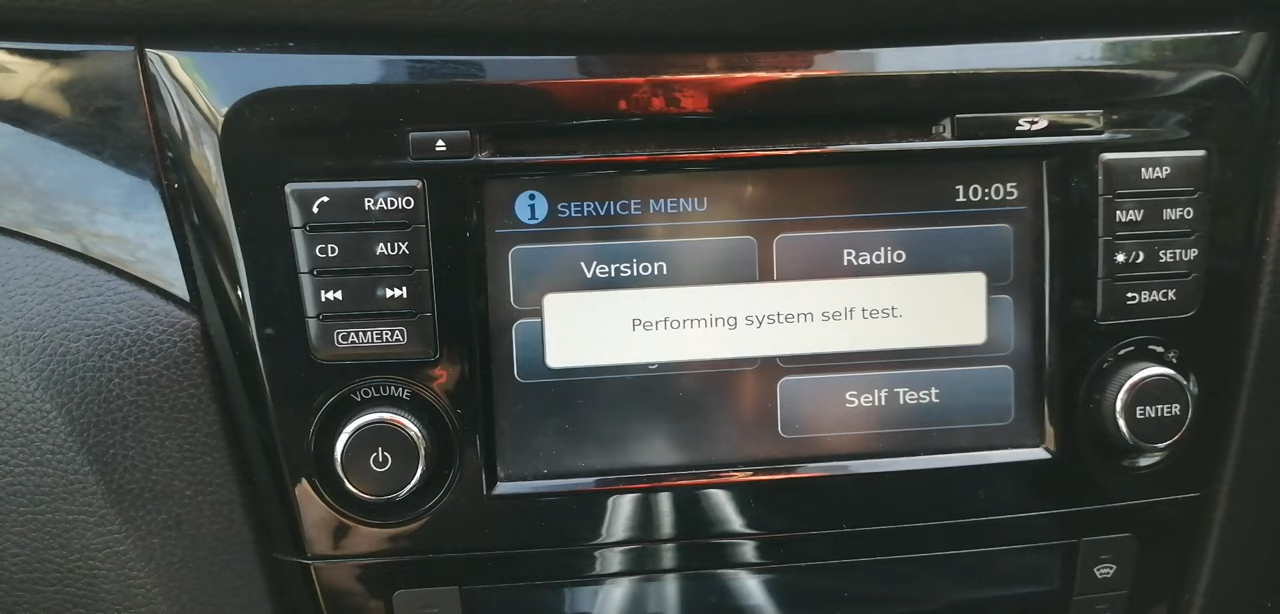 SD
MAP
RADIO
SERVICE MENU
10:05
NAV INFO
CD AUX
Version
Radio
SETUP
BACK
Performing system self test.
CAMERA
VOLUME
Self Test
ENTER